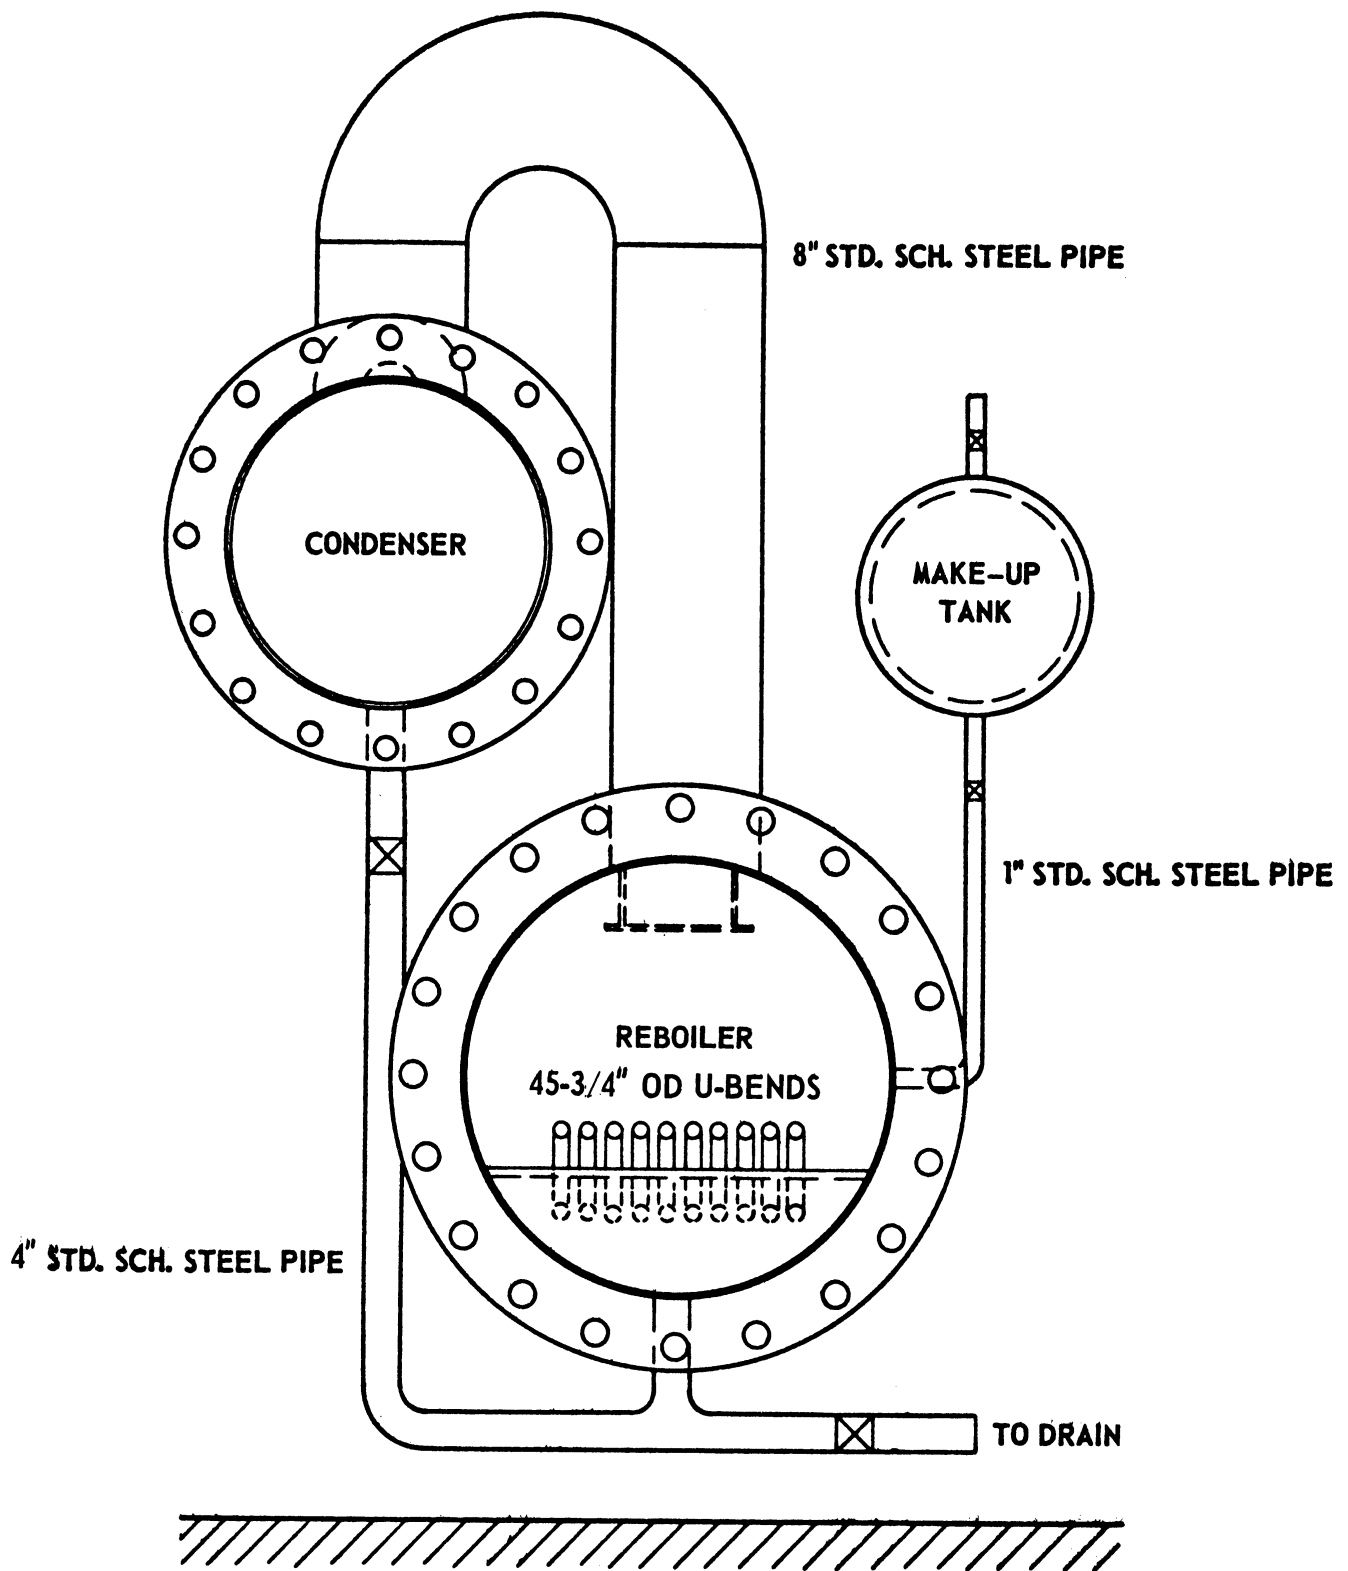 8" STD. SCH. STEEL PIPE
CONDENSER
MAKE-UP
TANK
1" STD. SCH. STEEL PIPE
REBOILER
45-3/4" OD U-BENDS
4" STD. SCH. STEEL PIPE
TO DRAIN